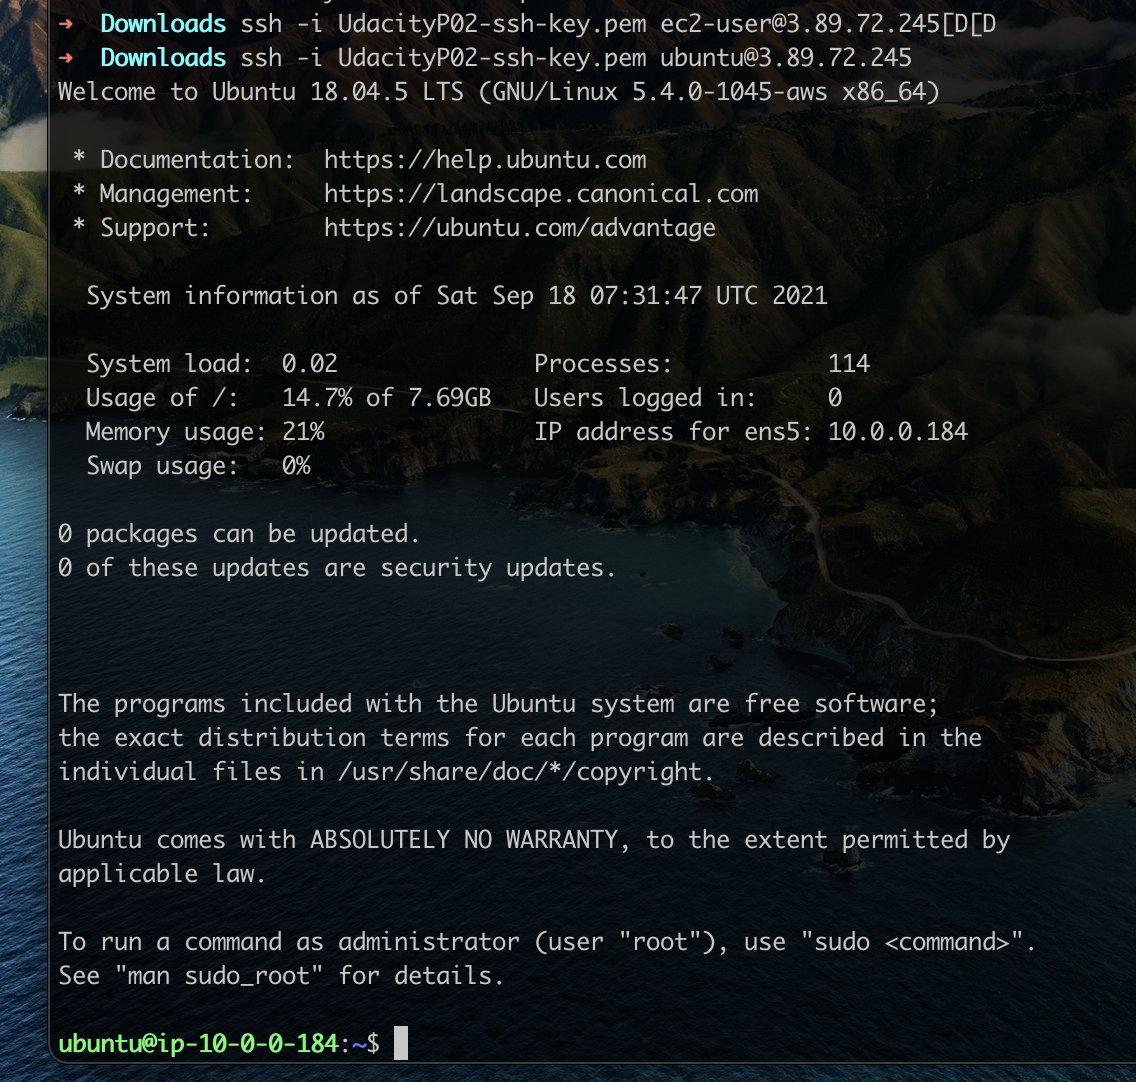 ➜  Downloads ssh -i UdacityP02-ssh-key.pem ec2-user@3.89.72.245[D[D
➜  Downloads ssh -i UdacityP02-ssh-key.pem ubuntu@3.89.72.245
Welcome to Ubuntu 18.04.5 LTS (GNU/Linux 5.4.0-1045-aws x86_64)
 * Documentation:  https://help.ubuntu.com
 * Management:     https://landscape.canonical.com
 * Support:        https://ubuntu.com/advantage
  System information as of Sat Sep 18 07:31:47 UTC 2021
  System load:  0.02              Processes:           114
  Usage of /:   14.7% of 7.69GB   Users logged in:     0
  Memory usage: 21%               IP address for ens5: 10.0.0.184
  Swap usage:   0%
0 packages can be updated.
0 of these updates are security updates.
The programs included with the Ubuntu system are free software;
the exact distribution terms for each program are described in the
individual files in /usr/share/doc/*/copyright.
Ubuntu comes with ABSOLUTELY NO WARRANTY, to the extent permitted by
applicable law.
To run a command as administrator (user "root"), use "sudo <command>".
See "man sudo_root" for details.
ubuntu@ip-10-0-0-184:~$